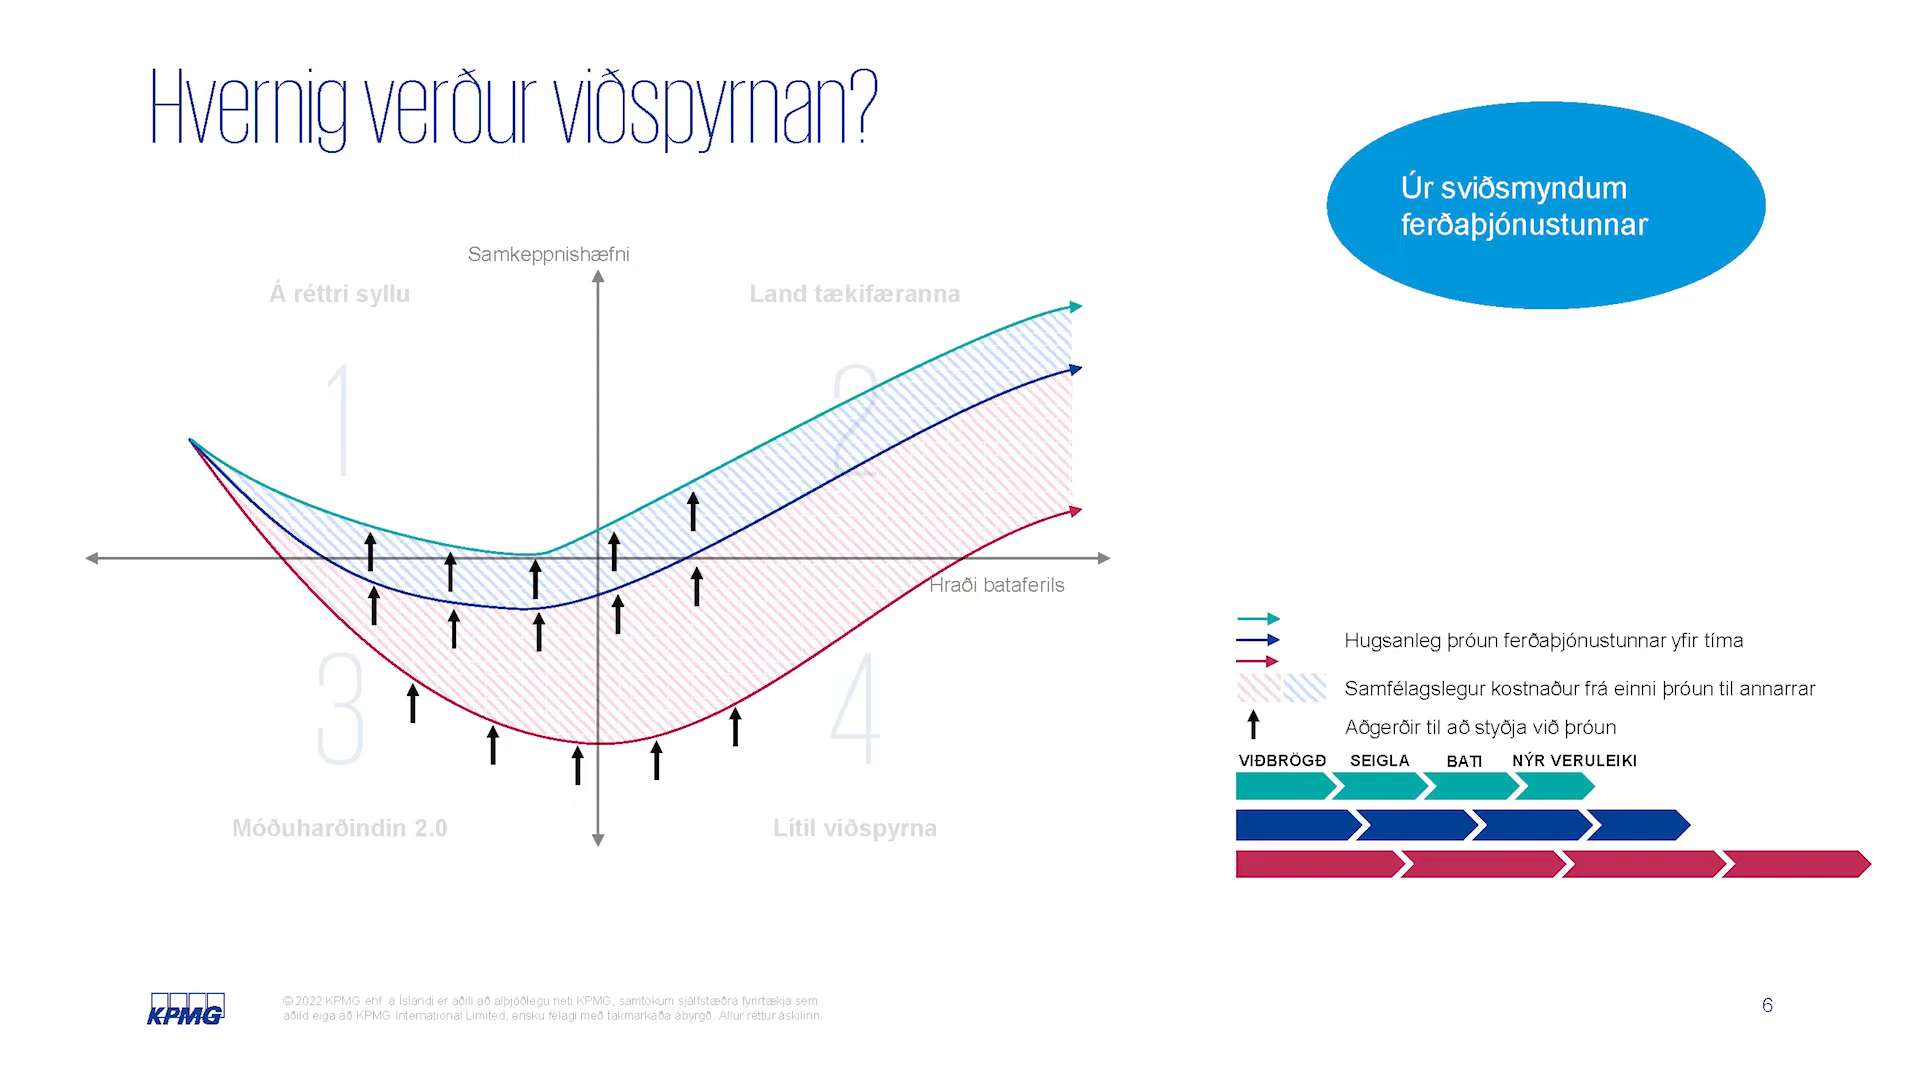 Hvernig verður viðspyrnan?
Úr sviðsmyndum
ferðaþjónustunnar
Samkeppnishæfni
Á réttri syllu
Land tækifæranna
1
2
Hraði bataferils
3
4
Móðuharðindin 2.0
Lítil viðspyrna
Hugsanleg þróun ferðaþjónustunnar yfir tíma
Samfélagslegur kostnaður frá einni þróun til annarrar
Aðgerðir til að styðja við þróun
VIÐBRÖGÐ SEIGLA BATI NÝR VERULEIKI
KPMG
© 2022 KPMG ehf. á Íslandi er aðili að alþjóðlegu neti KPMG, samtökum sjálfstæðra fyrirtækja sem
aðild eiga að KPMG International Limited, ensku félagi með takmarkaða ábyrgð. Allur réttur áskilinn.
6